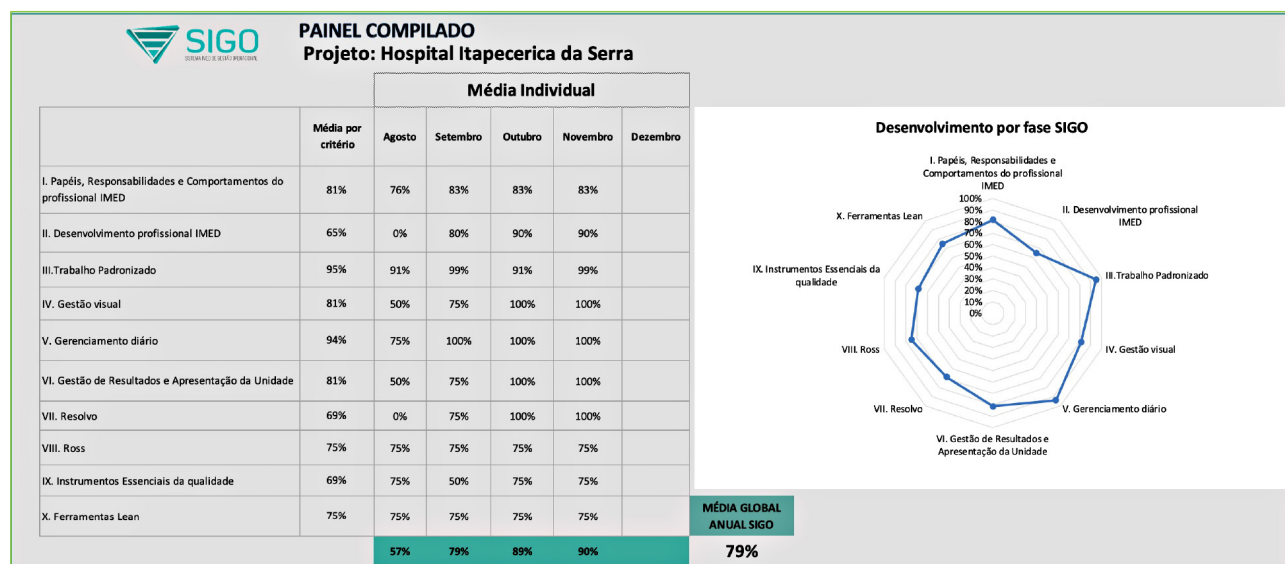 SIGO
PAINEL COMPILADO
Projeto: Hospital Itapecerica da Serra
Média Individual
Média por critério Agosto Setembro Outubro Novembro Dezembro
I. Papéis, Responsabilidades e Comportamentos do
profissional IMED 81% 76% 83% 83% 83%
II. Desenvolvimento profissional IMED 65% 0% 80% 90% 90%
III.Trabalho Padronizado 95% 91% 99% 91% 99%
IV. Gestão visual 81% 50% 75% 100% 100%
V. Gerenciamento diário 94% 75% 100% 100% 100%
VI. Gestão de Resultados e Apresentação da Unidade 81% 50% 75% 100% 100%
VII. Resolvo 69% 0% 75% 100% 100%
VIII. Ross 75% 75% 75% 75% 75%
IX. Instrumentos Essenciais da qualidade 69% 75% 50% 75% 75%
X. Ferramentas Lean 75% 75% 75% 75% 75%
57% 79% 89% 90%
MÉDIA GLOBAL
ANUAL SIGO
79%
Desenvolvimento por fase SIGO
I. Papéis, Responsabilidades e
Comportamentos do profissional
IMED
II. Desenvolvimento profissional
IMED
III.Trabalho Padronizado
IV. Gestão visual
V. Gerenciamento diário
VI. Gestão de Resultados e
Apresentação da Unidade
VII. Resolvo
VIII. Ross
IX. Instrumentos Essenciais da
qualidade
X. Ferramentas Lean
100%
90%
80%
70%
60%
50%
40%
30%
20%
10%
0%